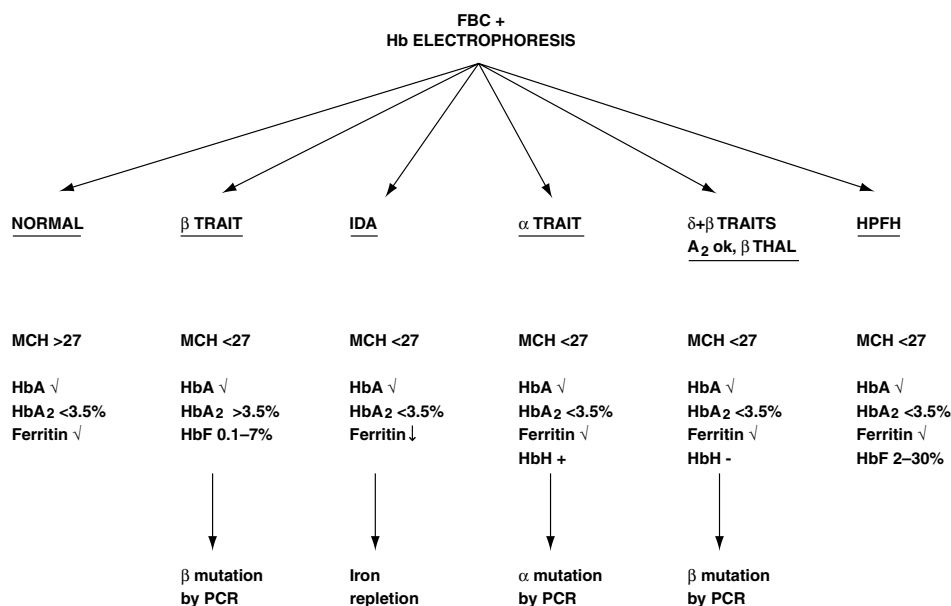 FBC +
Hb ELECTROPHORESIS
NORMAL
β TRAIT
IDA
α TRAIT
δ+β TRAITS
A2 ok, β THAL
HPFH
MCH >27
HbA √
HbA2 <3.5%
Ferritin √
MCH <27
HbA √
HbA2 >3.5%
HbF 0.1–7%
β mutation
by PCR
MCH <27
HbA √
HbA2 <3.5%
Ferritin ↓
Iron
repletion
MCH <27
HbA √
HbA2 <3.5%
Ferritin √
HbH +
α mutation
by PCR
MCH <27
HbA √
HbA2 <3.5%
Ferritin √
HbH -
β mutation
by PCR
MCH <27
HbA √
HbA2 <3.5%
Ferritin √
HbF 2–30%